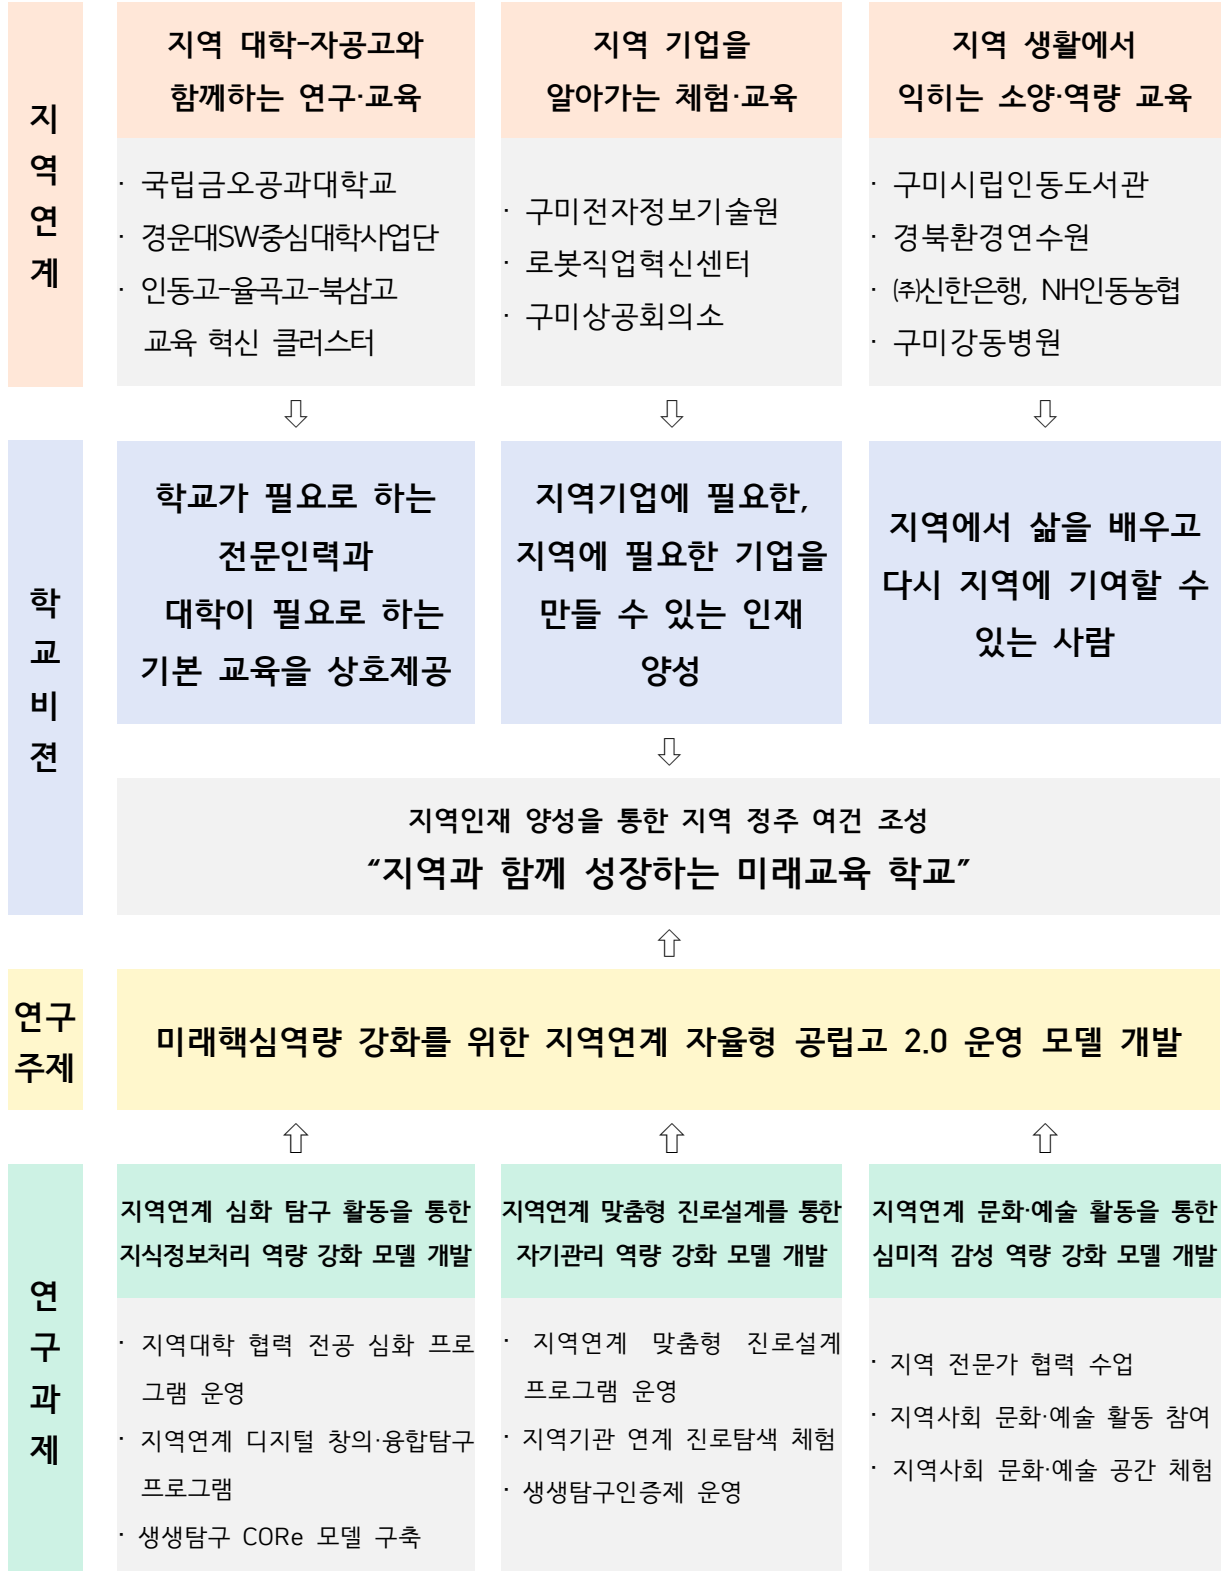 지역연계
지역 대학-자공고와
함께하는 연구·교육
· 국립금오공과대학교
· 경운대SW중심대학사업단
· 인동고-율곡고-북삼고
교육 혁신 클러스터
지역 기업을
알아가는 체험·교육
· 구미전자정보기술원
· 로봇직업혁신센터
· 구미상공회의소
지역 생활에서
익히는 소양·역량 교육
· 구미시립인동도서관
· 경북환경연수원
· ㈜신한은행, NH인동농협
· 구미강동병원
⇩ ⇩ ⇩
학교비젼
학교가 필요로 하는
전문인력과
대학이 필요로 하는
기본 교육을 상호제공
지역기업에 필요한,
지역에 필요한 기업을
만들 수 있는 인재
양성
지역에서 삶을 배우고
다시 지역에 기여할 수
있는 사람
⇩
지역인재 양성을 통한 지역 정주 여건 조성
“지역과 함께 성장하는 미래교육 학교”
⇧
연구
주제
미래핵심역량 강화를 위한 지역연계 자율형 공립고 2.0 운영 모델 개발
⇧ ⇧ ⇧
연구과제
지역연계 심화 탐구 활동을 통한
지식정보처리 역량 강화 모델 개발
· 지역대학 협력 전공 심화 프로
그램 운영
· 지역연계 디지털 창의·융합탐구
프로그램
· 생생탐구 CORe 모델 구축
지역연계 맞춤형 진로설계를 통한
자기관리 역량 강화 모델 개발
· 지역연계 맞춤형 진로설계
프로그램 운영
· 지역기관 연계 진로탐색 체험
· 생생탐구인증제 운영
지역연계 문화·예술 활동을 통한
심미적 감성 역량 강화 모델 개발
· 지역 전문가 협력 수업
· 지역사회 문화·예술 활동 참여
· 지역사회 문화·예술 공간 체험